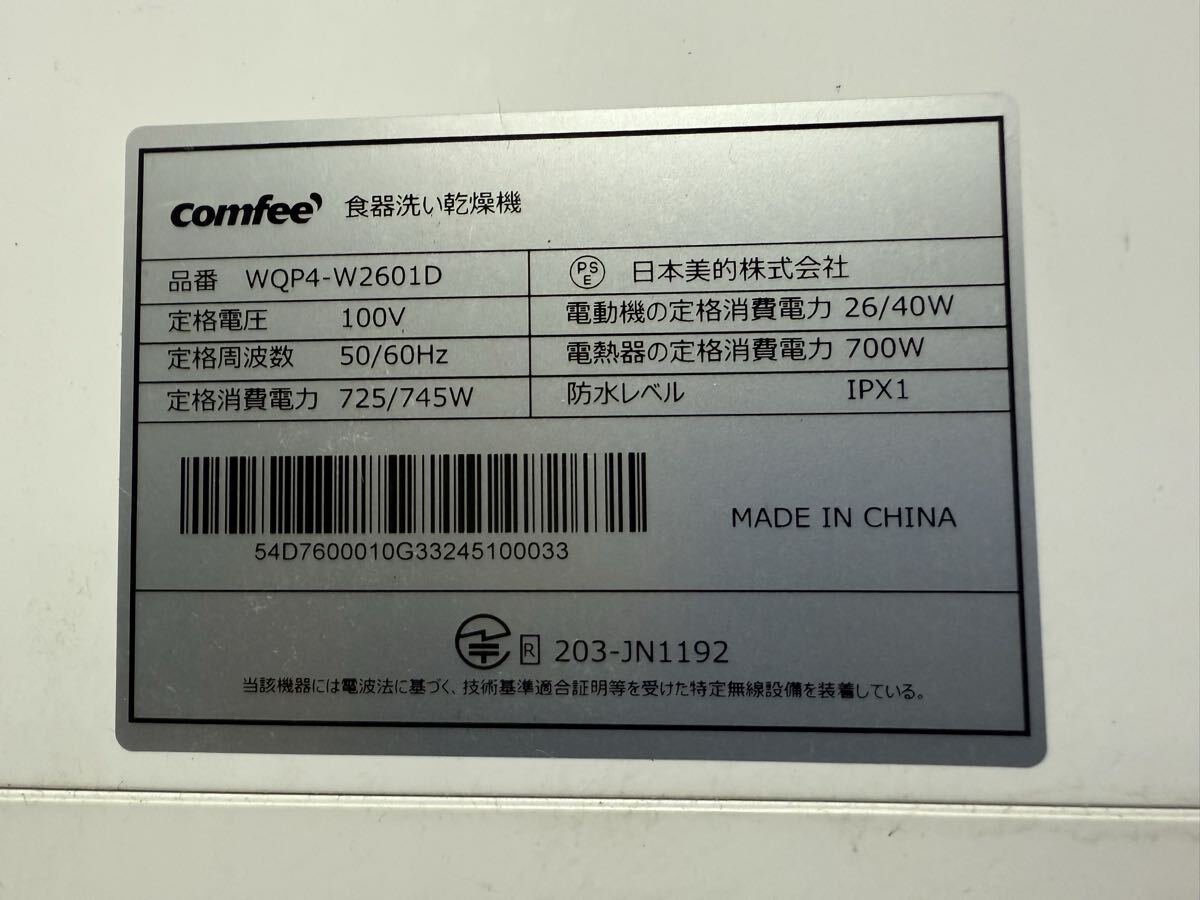 comfee' 食器洗い乾燥機
品番 WQP4-W2601D
PSE 日本美的株式会社
定格電圧 100V
電動機の定格消費電力 26/40W
定格周波数 50/60Hz
電熱器の定格消費電力 700W
定格消費電力 725/745W
防水レベル IPX1
54D7600010G33245100033
MADE IN CHINA
R 203-JN1192
当該機器には電波法に基づく、技術基準適合証明等を受けた特定無線設備を装着している。